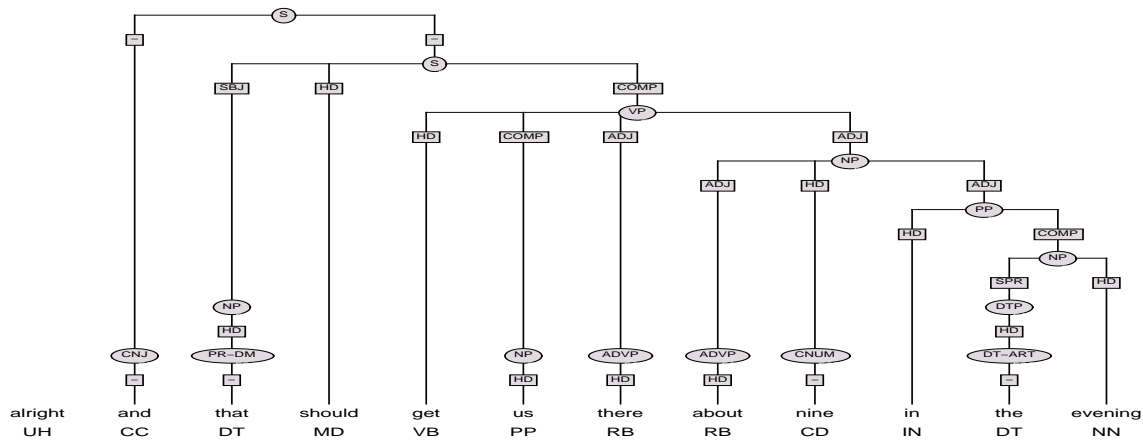 S
– –
S
SBJ HD COMP
VP
HD COMP ADJ ADJ
NP
ADJ HD ADJ
PP
HD COMP
NP
SPR HD
NP DTP
HD HD
CNJ PR–DM NP ADVP ADVP CNUM DT–ART
– – HD HD HD – –
alright and that should get us there about nine in the evening
UH CC DT MD VB PP RB RB CD IN DT NN